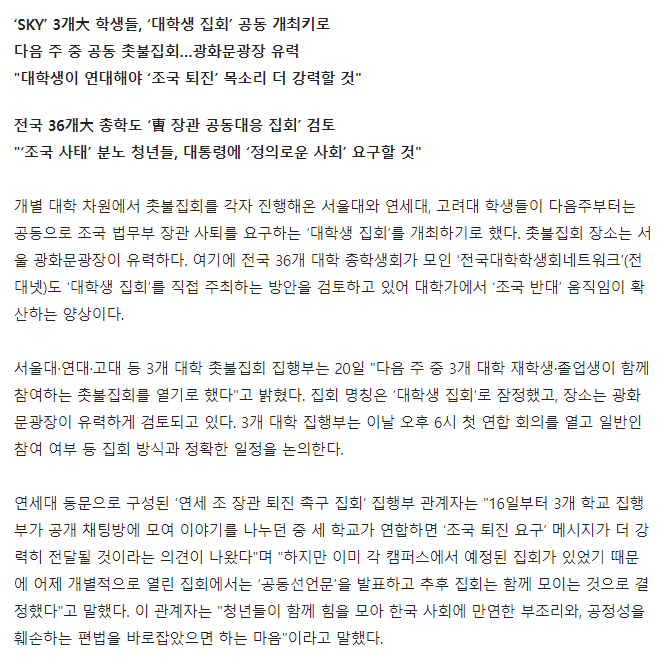 ‘SKY’ 3개大 학생들, ‘대학생 집회’ 공동 개최키로
다음 주 중 공동 촛불집회…광화문광장 유력
"대학생이 연대해야 ‘조국 퇴진’ 목소리 더 강력할 것"
전국 36개大 총학도 ‘曺 장관 공동대응 집회’ 검토
"‘조국 사태’ 분노 청년들, 대통령에 ‘정의로운 사회’ 요구할 것"
개별 대학 차원에서 촛불집회를 각자 진행해온 서울대와 연세대, 고려대 학생들이 다음주부터는
공동으로 조국 법무부 장관 사퇴를 요구하는 ‘대학생 집회’를 개최하기로 했다. 촛불집회 장소는 서
울 광화문광장이 유력하다. 여기에 전국 36개 대학 총학생회가 모인 ‘전국대학학생회네트워크’(전
대넷)도 ‘대학생 집회’를 직접 주최하는 방안을 검토하고 있어 대학가에서 ‘조국 반대’ 움직임이 확
산하는 양상이다.
서울대·연대·고대 등 3개 대학 촛불집회 집행부는 20일 "다음 주 중 3개 대학 재학생·졸업생이 함께
참여하는 촛불집회를 열기로 했다"고 밝혔다. 집회 명칭은 ‘대학생 집회’로 잠정했고, 장소는 광화
문광장이 유력하게 검토되고 있다. 3개 대학 집행부는 이날 오후 6시 첫 연합 회의를 열고 일반인
참여 여부 등 집회 방식과 정확한 일정을 논의한다.
연세대 동문으로 구성된 ‘연세 조 장관 퇴진 촉구 집회’ 집행부 관계자는 "16일부터 3개 학교 집행
부가 공개 채팅방에 모여 이야기를 나누던 중 세 학교가 연합하면 ‘조국 퇴진 요구’ 메시지가 더 강
력히 전달될 것이라는 의견이 나왔다"며 "하지만 이미 각 캠퍼스에서 예정된 집회가 있었기 때문
에 어제 개별적으로 열린 집회에서는 ‘공동선언문’을 발표하고 추후 집회는 함께 모이는 것으로 결
정했다"고 말했다. 이 관계자는 "청년들이 함께 힘을 모아 한국 사회에 만연한 부조리와, 공정성을
훼손하는 편법을 바로잡았으면 하는 마음"이라고 말했다.